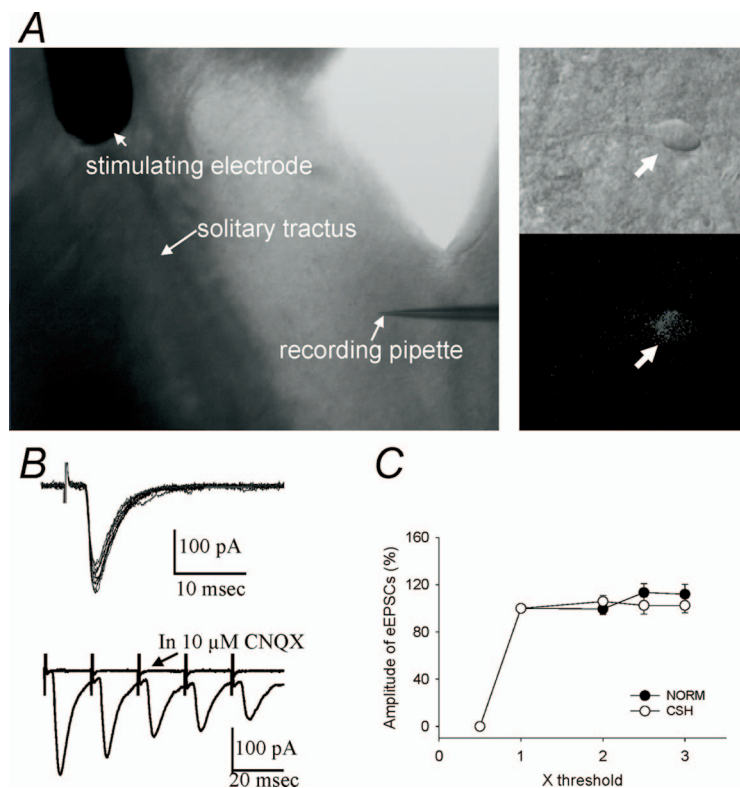 A
stimulating electrode
solitary tractus
recording pipette
B
100 pA
10 msec
In 10 µM CNQX
100 pA
20 msec
C
Amplitude of eEPSCs (%)
160
120
80
40
0
0
1
2
3
X threshold
NORM
CSH